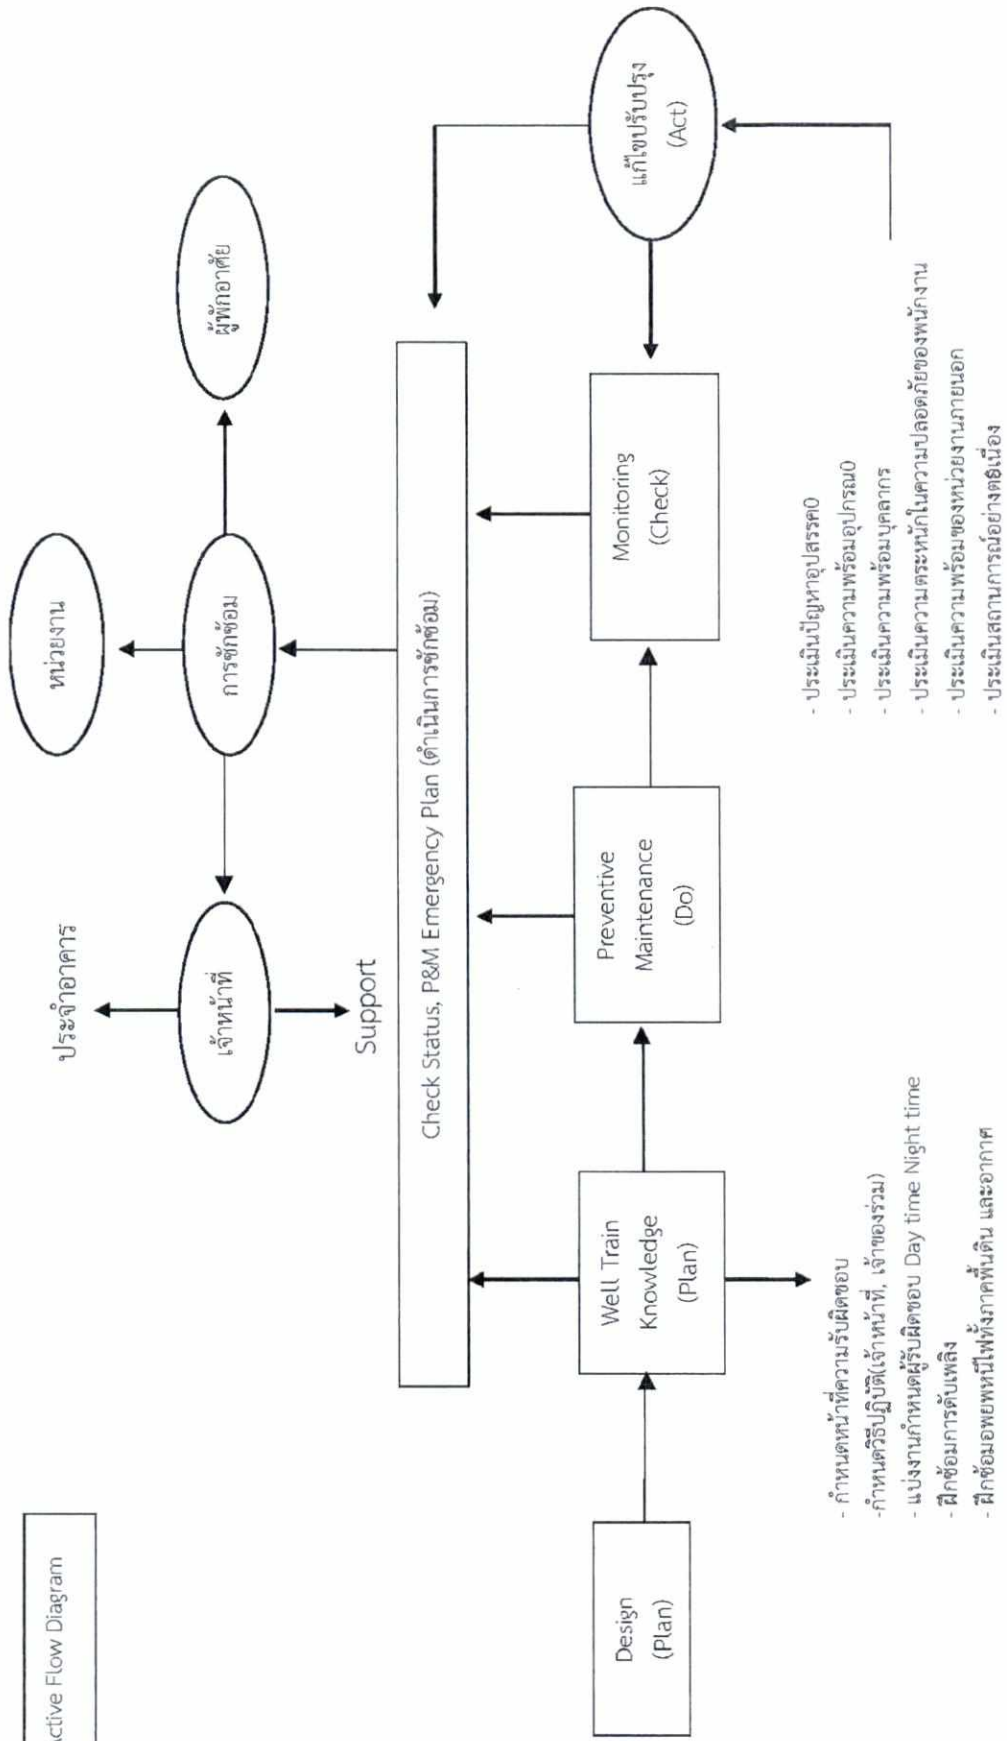 Active Flow Diagram
หน่วยงาน
ประจำอาคาร
เจ้าหน้าที่
การซักซ้อม
ผู้พักอาศัย
Support
Check Status, P&M Emergency Plan (ดำเนินการซักซ้อม)
Design
(Plan)
Well Train
Knowledge
(Plan)
Preventive
Maintenance
(Do)
Monitoring
(Check)
แก้ไขปรับปรุง
(Act)
- กำหนดหน้าที่ความรับผิดชอบ
-กำหนดวิธีปฏิบัติ(เจ้าหน้าที่, เจ้าของร่วม)
- แบ่งงานกำหนดผู้รับผิดชอบ Day time Night time
- ฝึกซ้อมการดับเพลิง
- ฝึกซ้อมอพยพหนีไฟทั้งภาคพื้นดิน และอากาศ
- ประเมินปัญหาอุปสรรค0
- ประเมินความพร้อมอุปกรณ0
- ประเมินความพร้อมบุคลากร
- ประเมินความตระหนักในความปลอดภัยของพนักงาน
- ประเมินความพร้อมของหน่วยงานภายนอก
- ประเมินสถานการณ์อย่างต8เนื่อง